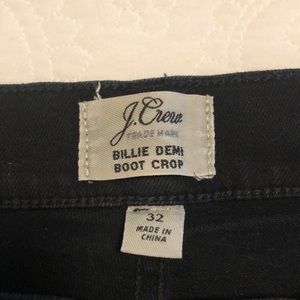 J.Crew
TRADE MARK
BILLIE DEMI
BOOT CROP
32
MADE IN
CHINA